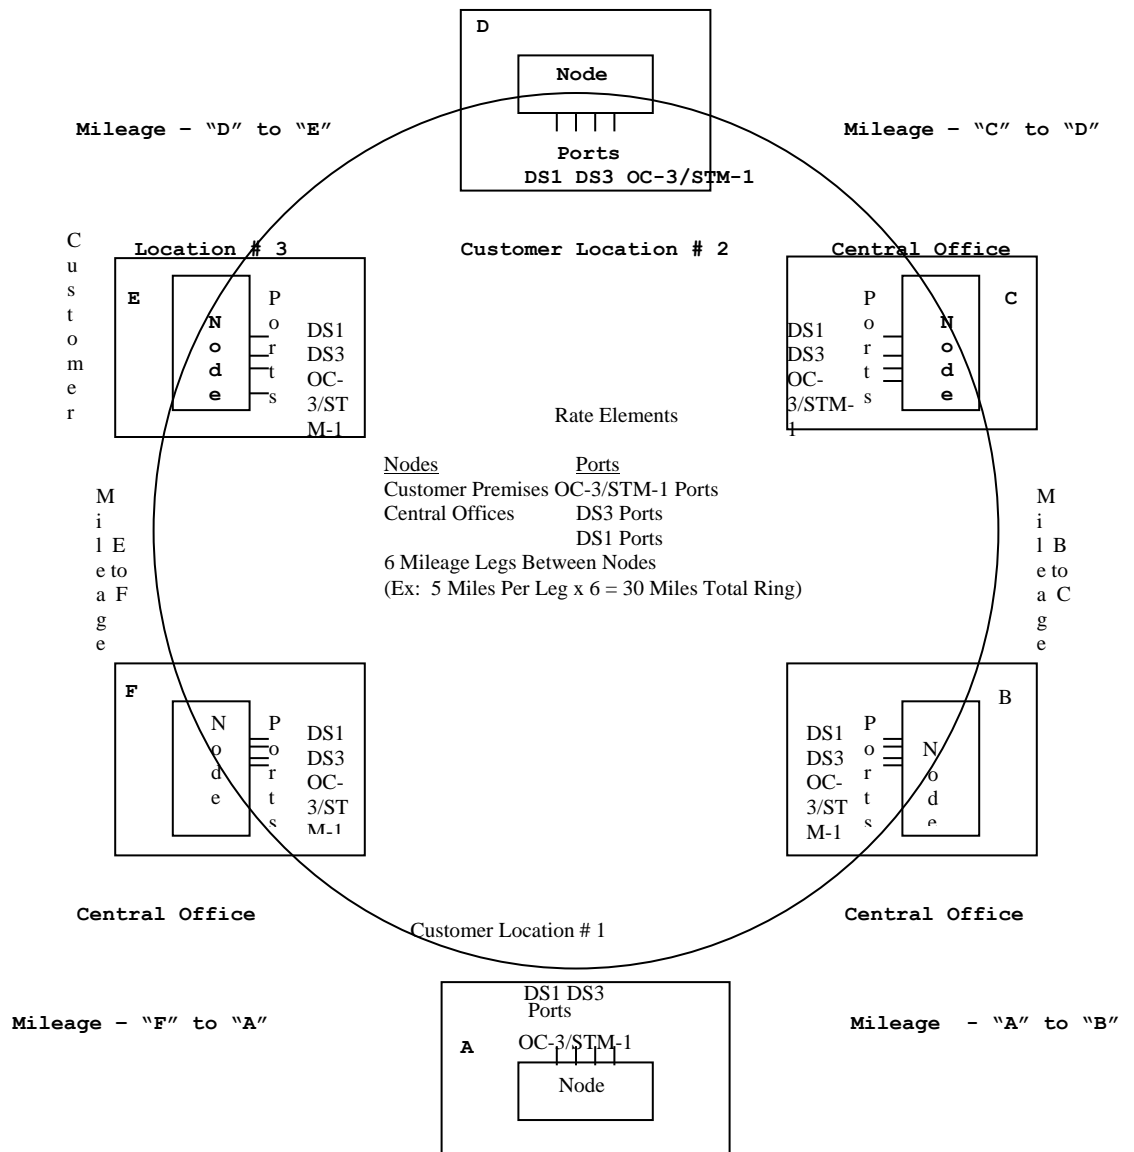 D
Node
Mileage – “D” to “E”
Mileage – “C” to “D”
Ports
DS1 DS3 OC-3/STM-1
Customer
Location # 3
Customer Location # 2
Central Office
E
Node
Ports
DS1
DS3
OC-
3/ST
M-1
DS1
DS3
OC-
3/STM-
1
Ports
Node
C
Rate Elements
Nodes Ports
Customer Premises OC-3/STM-1 Ports
Central Offices DS3 Ports
DS1 Ports
6 Mileage Legs Between Nodes
(Ex: 5 Miles Per Leg x 6 = 30 Miles Total Ring)
Mileage
E
to
F
Mileage
B
to
C
F
Node
Ports
DS1
DS3
OC-
3/ST
M-1
DS1
DS3
OC-
3/ST
M-1
Ports
Node
B
Central Office
Central Office
Customer Location # 1
Mileage – “F” to “A”
Mileage - “A” to “B”
DS1 DS3
Ports
A
OC-3/STM-1
Node